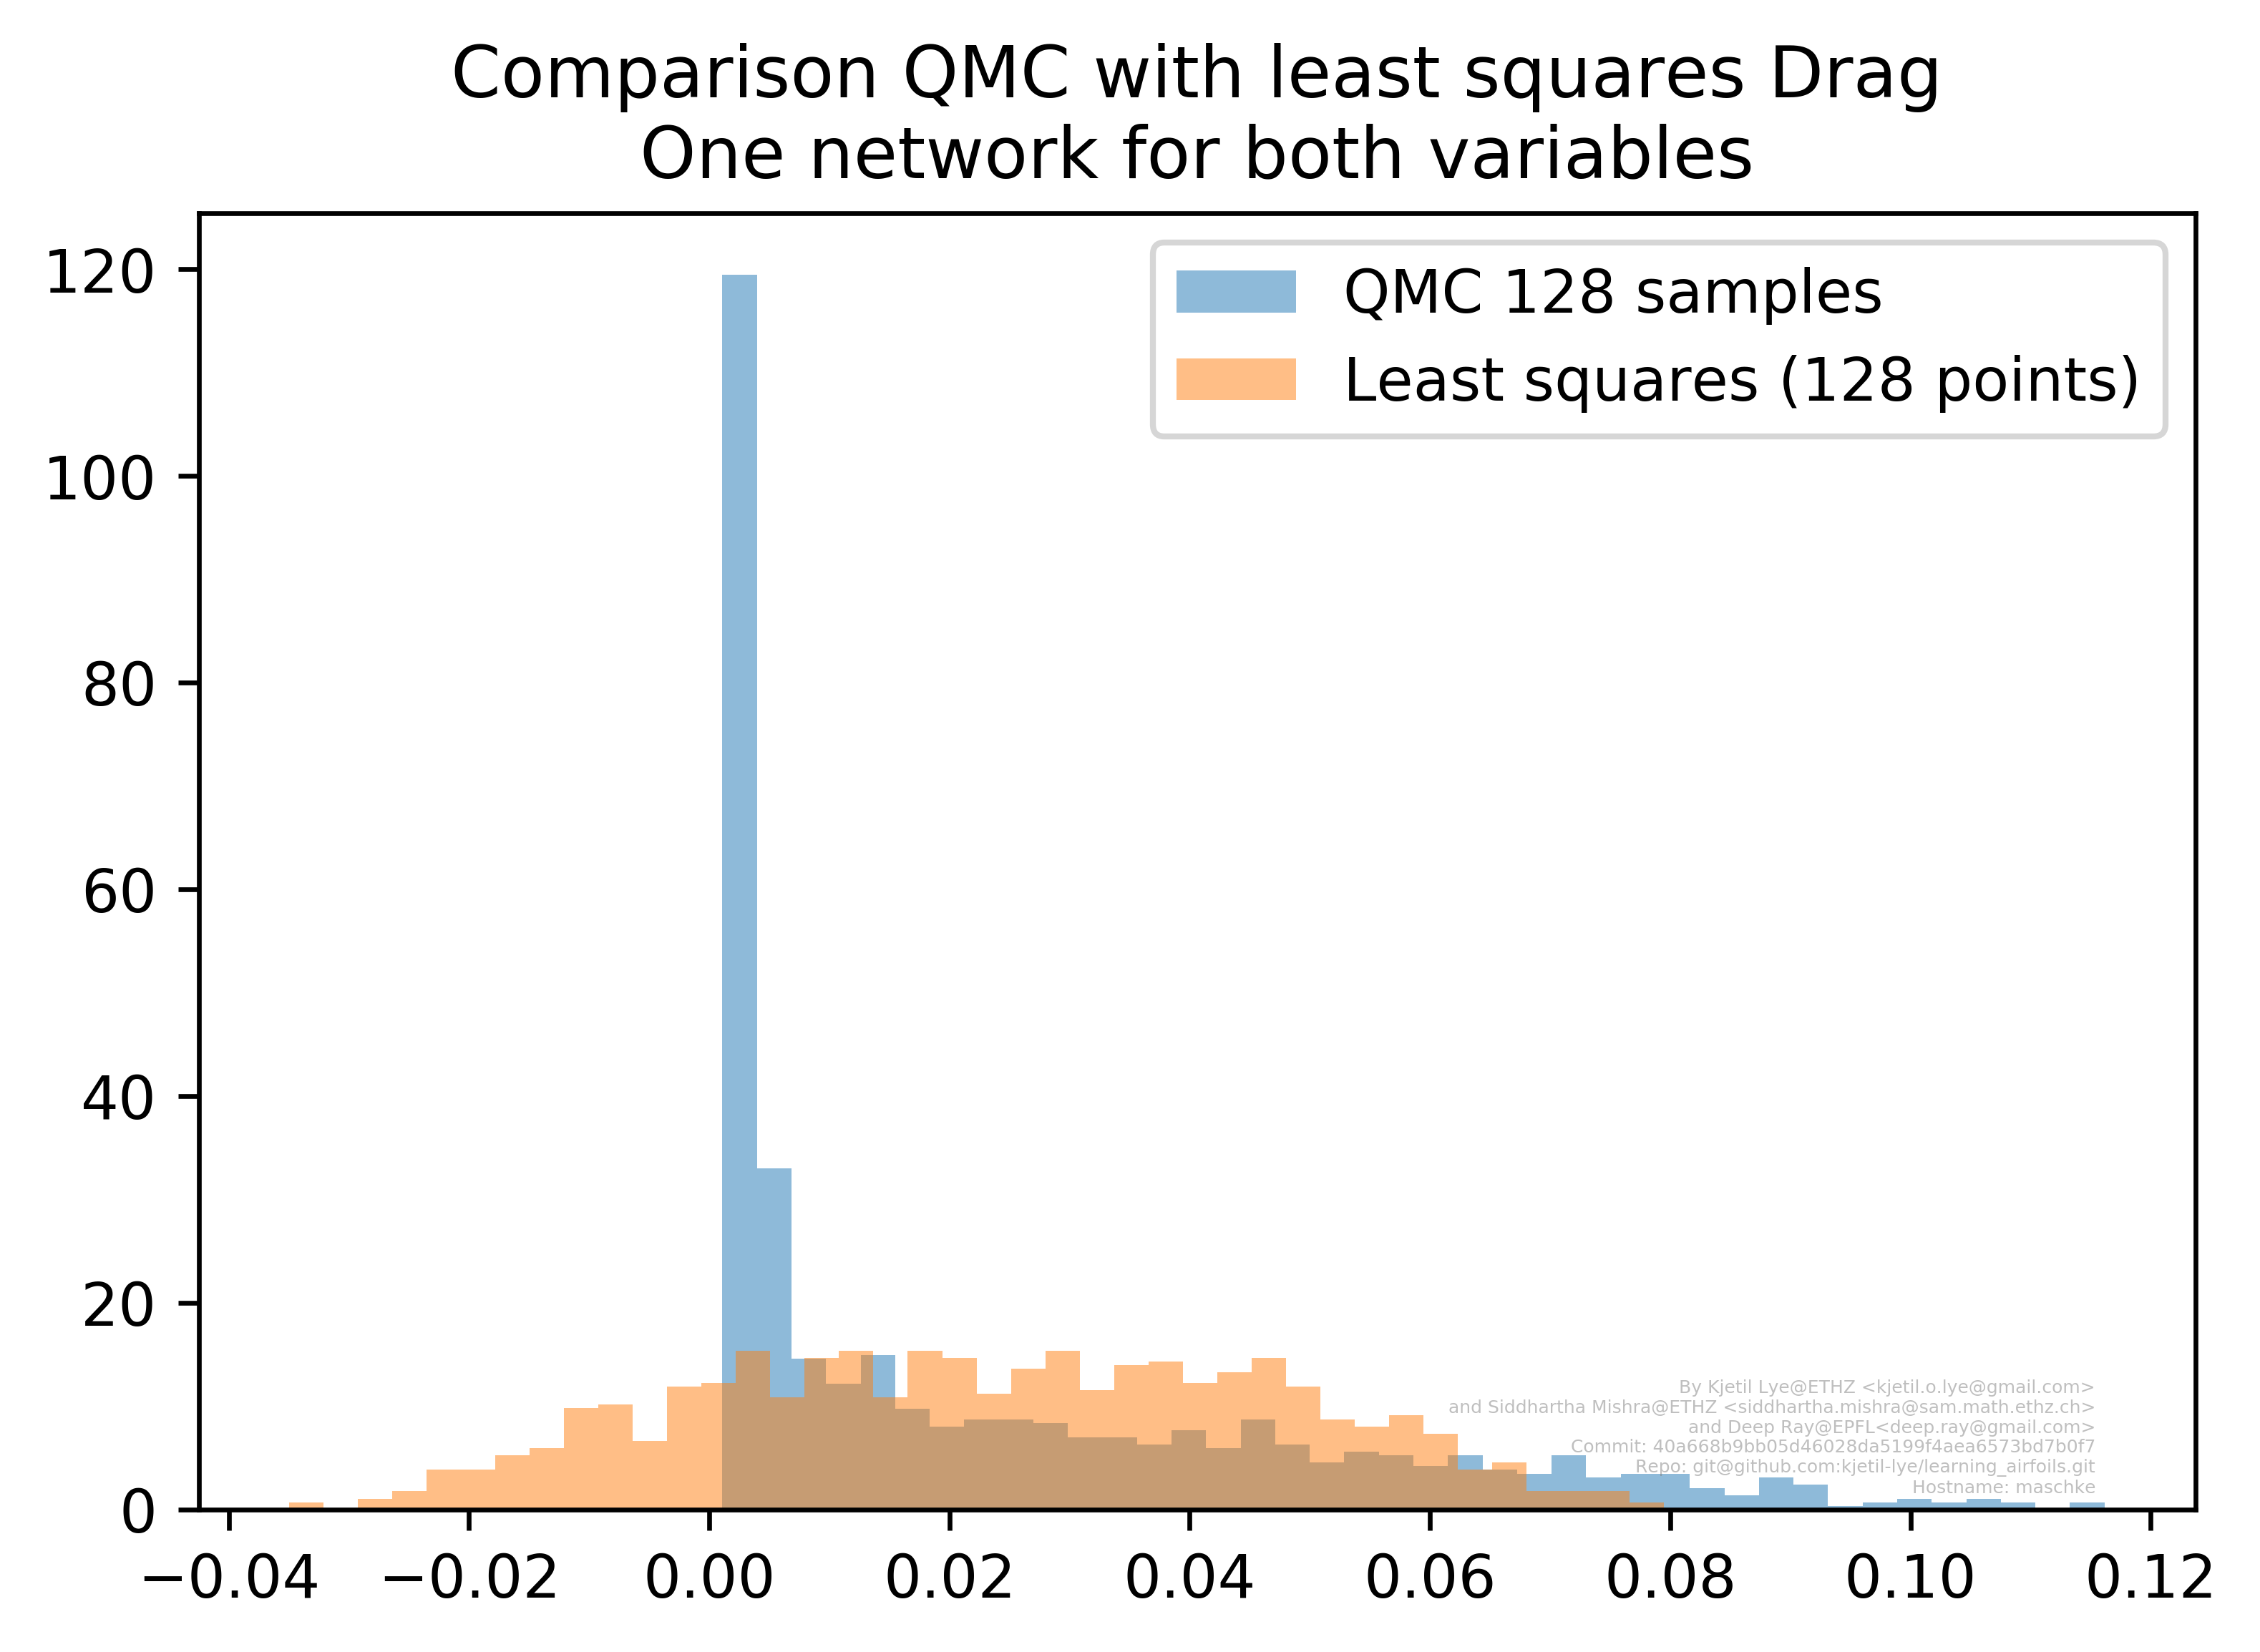 Comparison QMC with least squares Drag
One network for both variables
QMC 128 samples
Least squares (128 points)
120
100
80
60
40
20
0
By Kjetil Lye@ETHZ <kjetil.o.lye@gmail.com>
and Siddhartha Mishra@ETHZ <siddhartha.mishra@sam.math.ethz.ch>
and Deep Ray@EPFL<deep.ray@gmail.com>
Commit: 40a668b9bb05d46028da5199f4aea6573bd7b0f7
Repo: git@github.com:kjetil-lye/learning_airfoils.git
Hostname: maschke
−0.04 −0.02 0.00 0.02 0.04 0.06 0.08 0.10 0.12